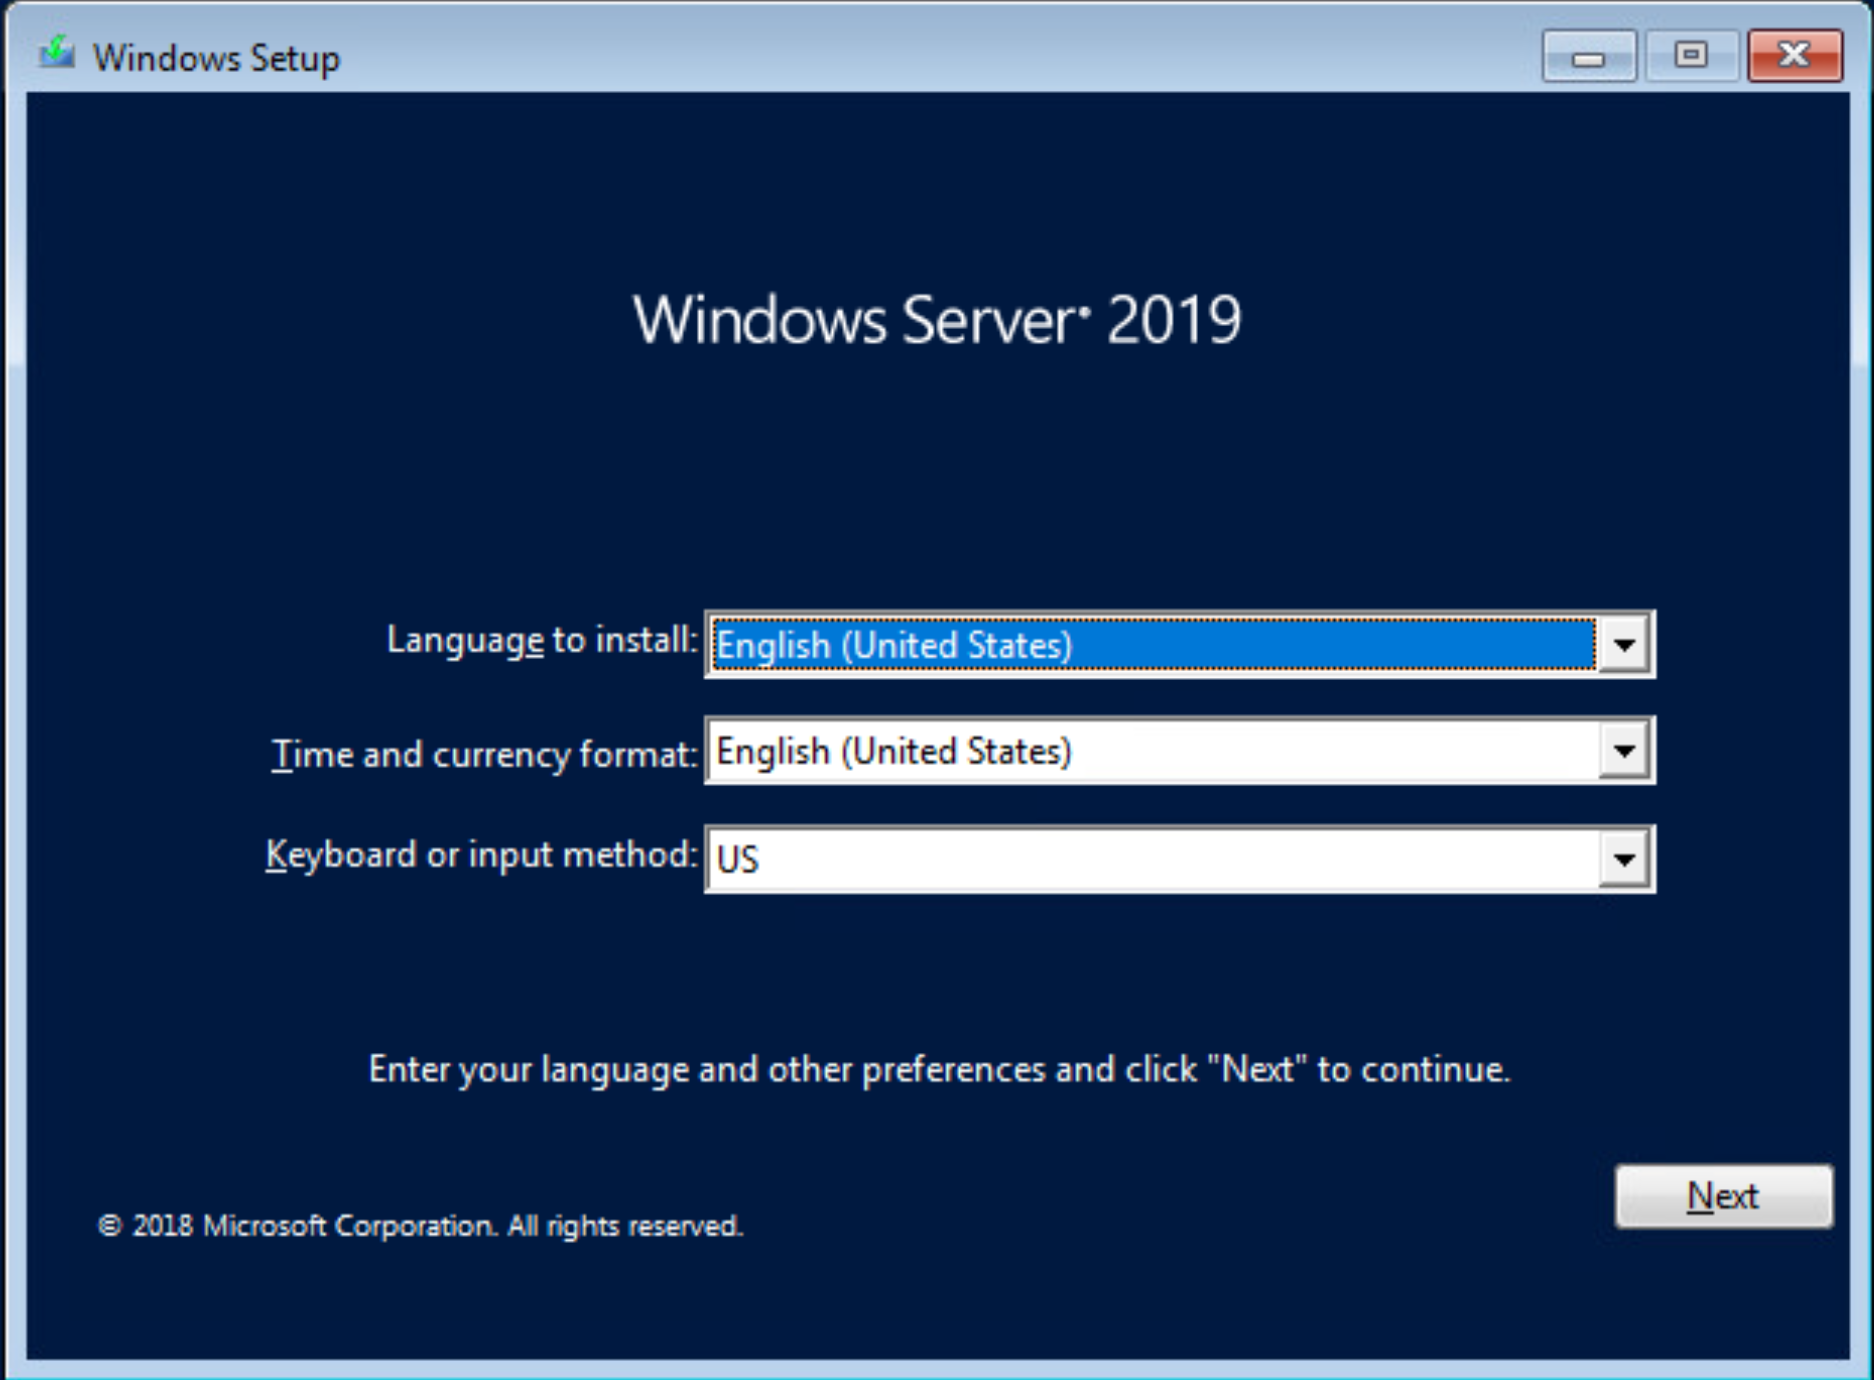 Windows Setup
Windows Server® 2019
Language to install: English (United States)
Time and currency format: English (United States)
Keyboard or input method: US
Enter your language and other preferences and click "Next" to continue.
Next
© 2018 Microsoft Corporation. All rights reserved.